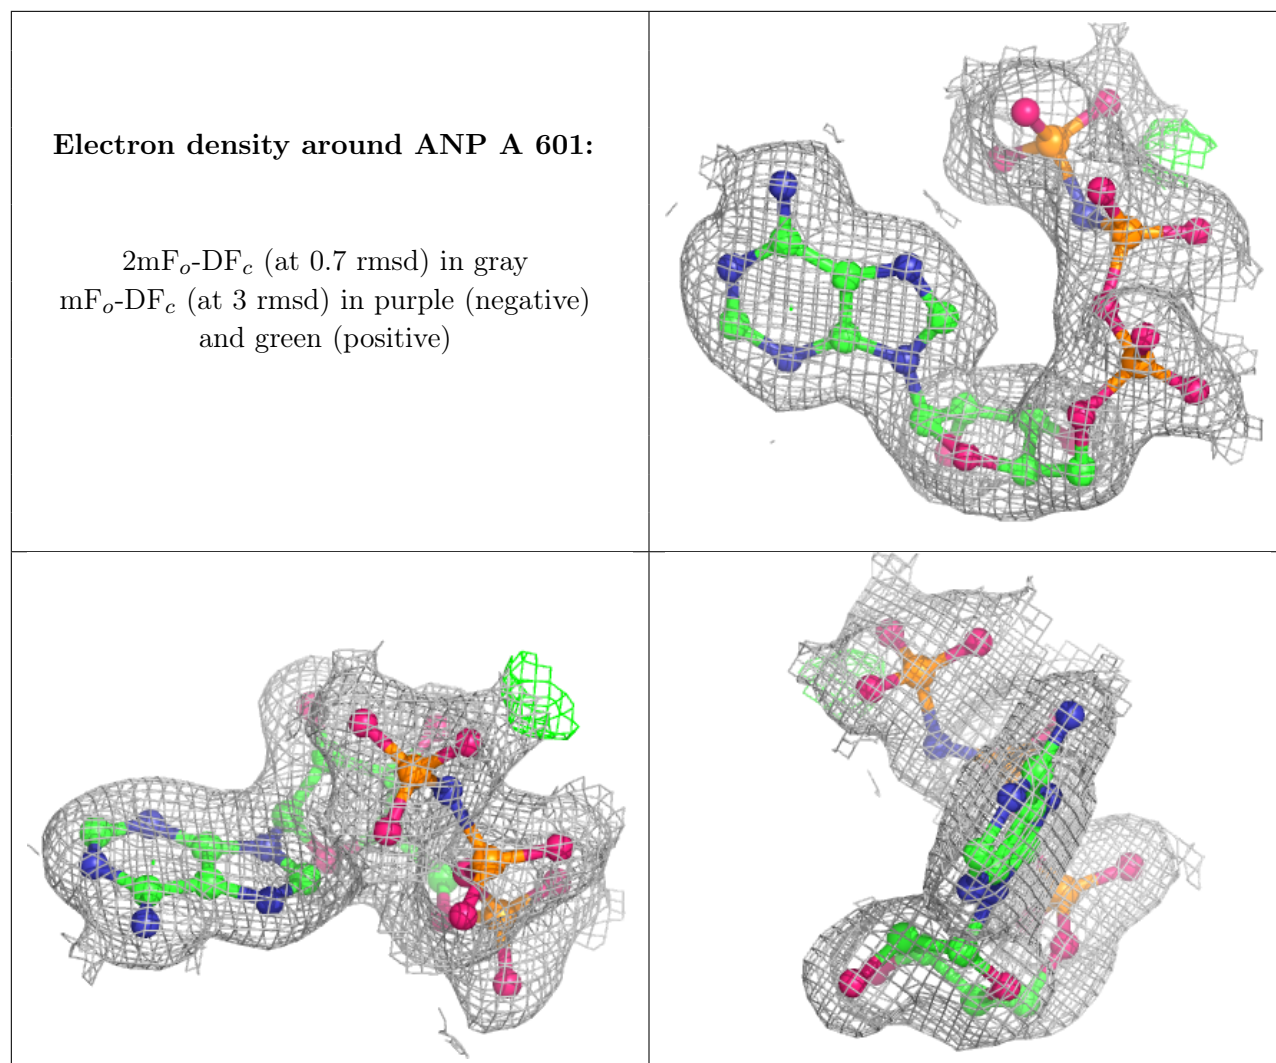 Electron density around ANP A 601:
2mFo-DFc (at 0.7 rmsd) in gray
mFo-DFc (at 3 rmsd) in purple (negative)
and green (positive)